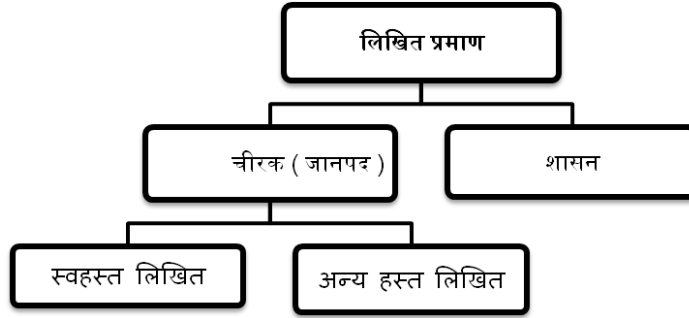 लिखित प्रमाण
चीरक ( जानपद )
शासन
स्वहस्त लिखित
अन्य हस्त लिखित